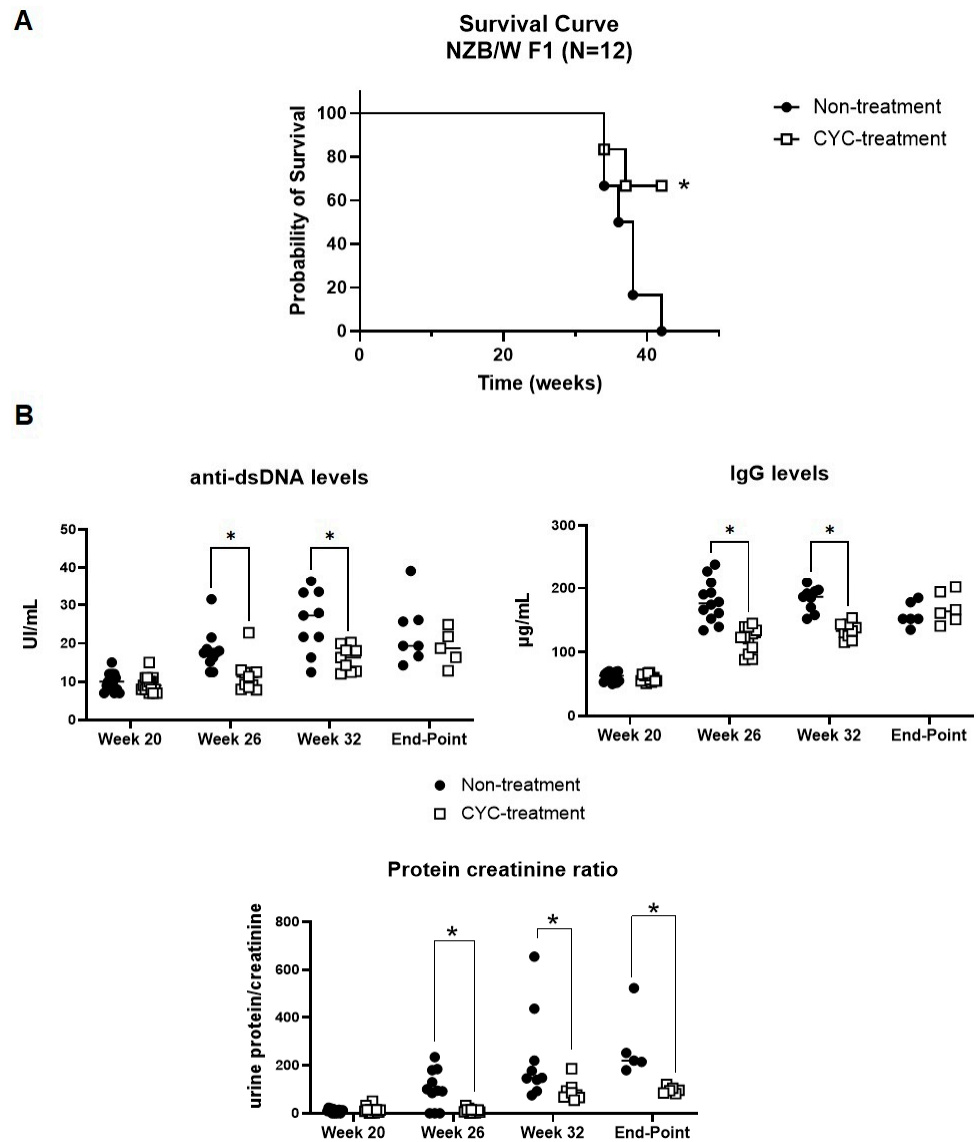 A
Survival Curve
NZB/W F1 (N=12)
Probability of Survival
100
80
60
40
20
0
0 20 40
Time (weeks)
*
Non-treatment
CYC-treatment
B
anti-dsDNA levels
UI/mL
50
40
30
20
10
0
* *
Week 20 Week 26 Week 32 End-Point
IgG levels
µg/mL
300
200
100
0
* *
Week 20 Week 26 Week 32 End-Point
Non-treatment
CYC-treatment
Protein creatinine ratio
urine protein/creatinine
800
600
400
200
0
* * *
Week 20 Week 26 Week 32 End-Point